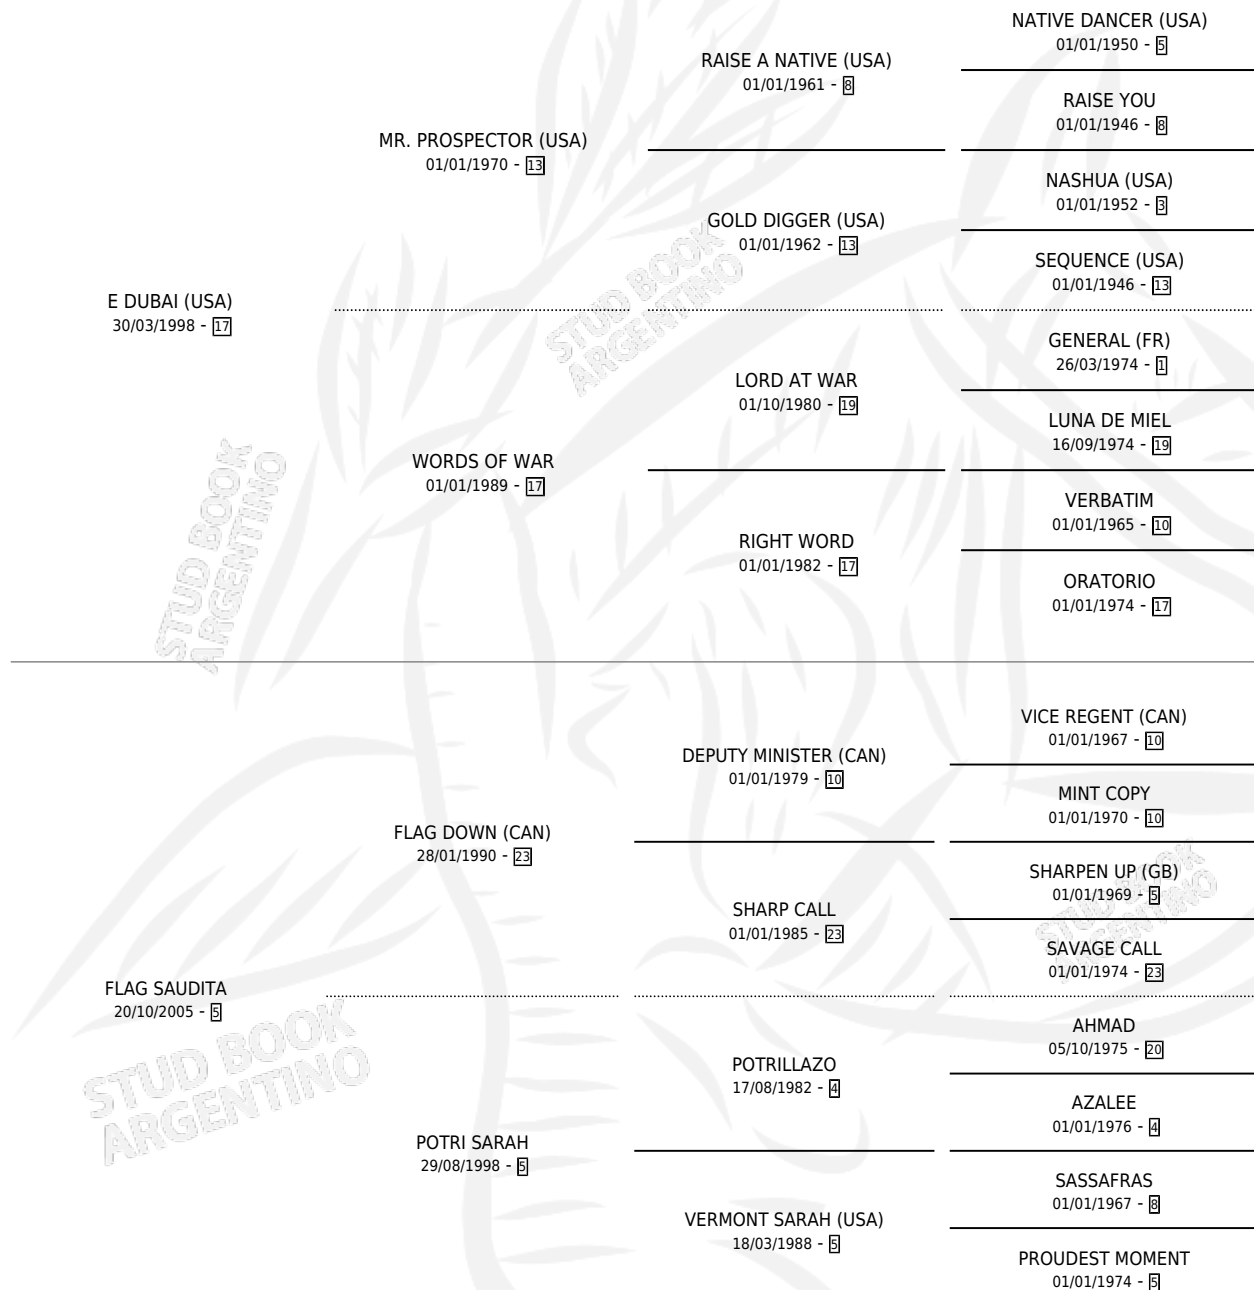 NATIVE DANCER (USA)
01/01/1950 - 5
RAISE A NATIVE (USA)
01/01/1961 - 8
RAISE YOU
01/01/1946 - 8
MR. PROSPECTOR (USA)
01/01/1970 - 13
NASHUA (USA)
01/01/1952 - 3
GOLD DIGGER (USA)
01/01/1962 - 13
SEQUENCE (USA)
01/01/1946 - 13
E DUBAI (USA)
30/03/1998 - 17
GENERAL (FR)
26/03/1974 - 1
LORD AT WAR
01/10/1980 - 19
LUNA DE MIEL
16/09/1974 - 19
WORDS OF WAR
01/01/1989 - 17
VERBATIM
01/01/1965 - 10
RIGHT WORD
01/01/1982 - 17
ORATORIO
01/01/1974 - 17
VICE REGENT (CAN)
01/01/1967 - 10
DEPUTY MINISTER (CAN)
01/01/1979 - 10
MINT COPY
01/01/1970 - 10
FLAG DOWN (CAN)
28/01/1990 - 23
SHARPEN UP (GB)
01/01/1969 - 5
SHARP CALL
01/01/1985 - 23
SAVAGE CALL
01/01/1974 - 23
FLAG SAUDITA
20/10/2005 - 5
AHMAD
05/10/1975 - 20
POTRILLAZO
17/08/1982 - 4
AZALEE
01/01/1976 - 4
POTRI SARAH
29/08/1998 - 5
SASSAFRAS
01/01/1967 - 8
VERMONT SARAH (USA)
18/03/1988 - 5
PROUDEST MOMENT
01/01/1974 - 5
STUD BOOK
ARGENTINO
STUD BOOK
ARGENTINO
STUD BOOK
ARGENTINO
STUD BOOK
ARGENTINO